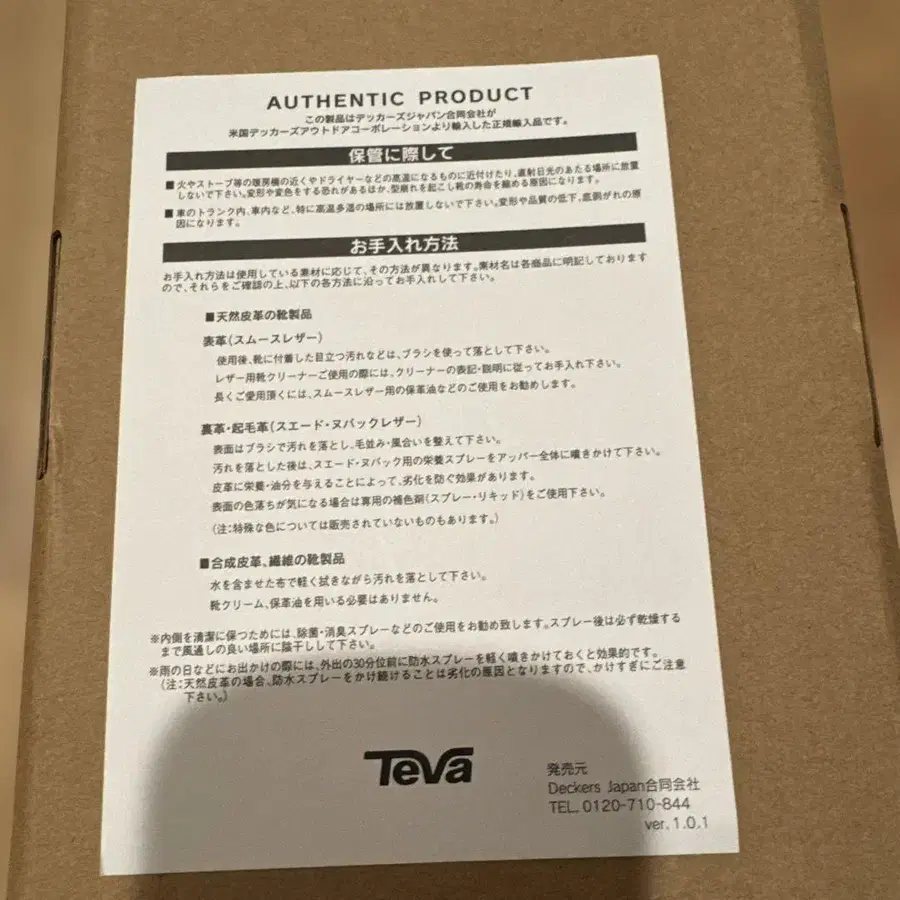 AUTHENTIC PRODUCT
この製品はデッカーズジャパン合同会社が
米国デッカーズアウトドアコーポレーションより輸入した正規輸入品です。
保管に際して
■火やストーブ等の暖房機の近くやドライヤーなどの高温になるものに近付けたり、直射日光のあたる場所に放置
しないで下さい。変形や変色をする恐れがあるほか、型崩れを起こし靴の寿命を縮める原因になります。
■車のトランク内、車内など、特に高温多湿の場所には放置しないで下さい。変形や品質の低下、底剥がれの原
因になります。
お手入れ方法
お手入れ方法は使用している素材に応じて、その方法が異なります。素材名は各商品に明記しております
ので、それらをご確認の上、以下の各方法に沿ってお手入れして下さい。
■天然皮革の靴製品
表革(スムースレザー)
使用後、靴に付着した目立つ汚れなどは、ブラシを使って落として下さい。
レザー用靴クリーナーご使用の際には、クリーナーの表記・説明に従ってお手入れ下さい。
長くご愛用頂くには、スムースレザー用の保革油などのご使用をお勧めします。
裏革・起毛革(スエード・ヌバックレザー)
表面はブラシで汚れを落とし、毛並み・風合いを整えて下さい。
汚れを落とした後は、スエード・ヌバック用の栄養スプレーをアッパー全体に噴きかけて下さい。
皮革に栄養・油分を与えることによって、劣化を防ぐ効果があります。
表面の色落ちが気になる場合は専用の補色剤(スプレー・リキッド)をご使用下さい。
(注:特殊な色については販売されていないものもあります。)
■合成皮革、繊維の靴製品
水を含ませた布で軽く拭きながら汚れを落として下さい。
靴クリーム、保革油を用いる必要はありません。
※内側を清潔に保つためには、除菌・消臭スプレーなどのご使用をお勧め致します。スプレー後は必ず乾燥する
まで風通しの良い場所に陰干しして下さい。
※雨の日などにお出かけの際には、外出の30分位前に防水スプレーを軽く噴きかけておくと効果的です。
(注:天然皮革の場合、防水スプレーをかけ続けることは劣化の原因となりますので、かけすぎにご注意
下さい。)
Teva
発売元
Deckers Japan合同会社
TEL. 0120-710-844
ver.1.0.1